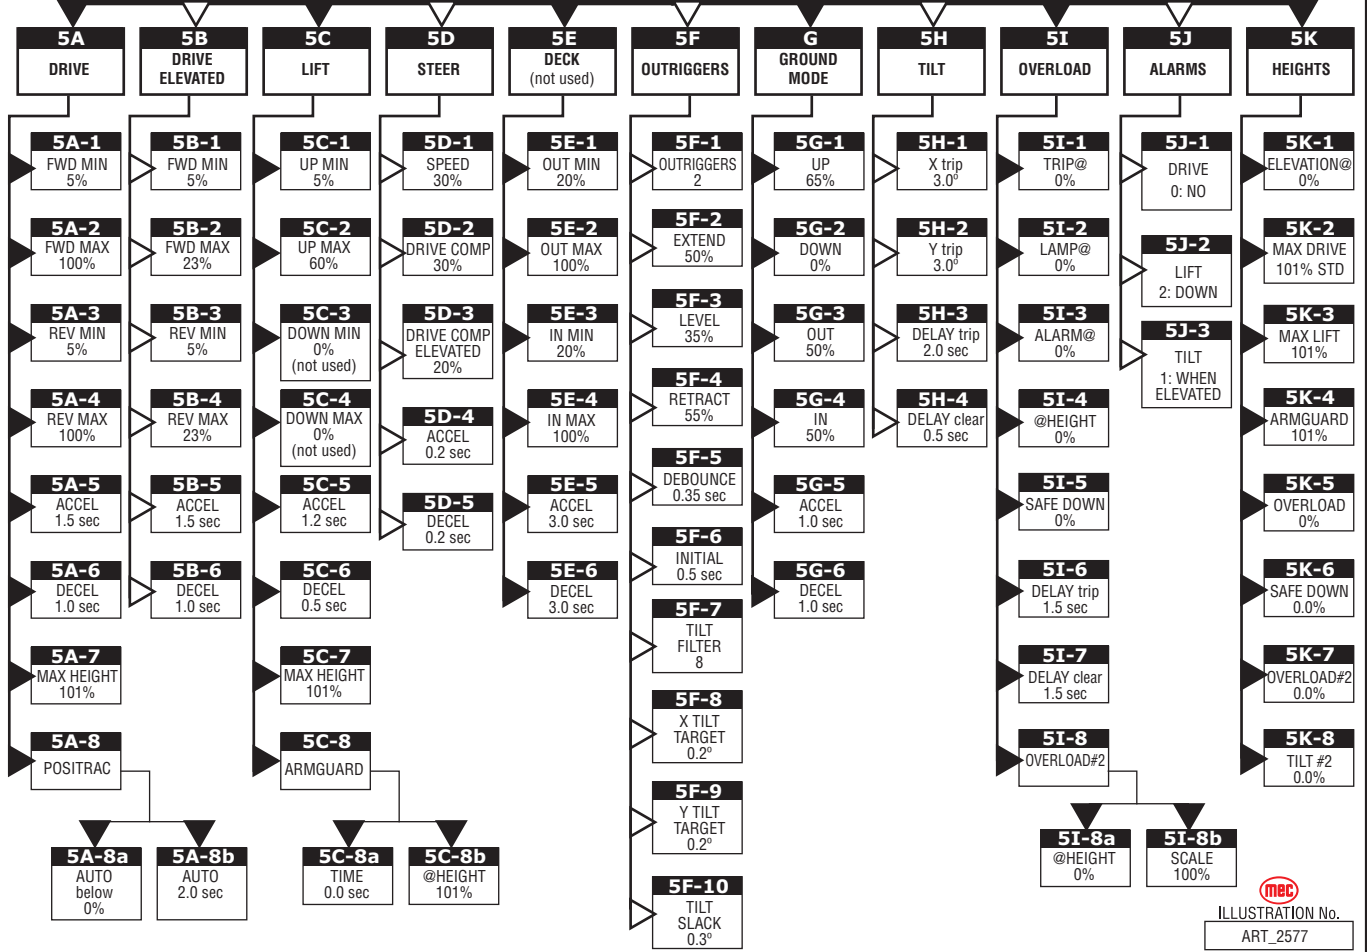 5A
DRIVE
5B
DRIVE
ELEVATED
5C
LIFT
5D
STEER
5E
DECK
(not used)
5F
OUTRIGGERS
G
GROUND
MODE
5H
TILT
5I
OVERLOAD
5J
ALARMS
5K
HEIGHTS
5A-1
FWD MIN
5%
5A-2
FWD MAX
100%
5A-3
REV MIN
5%
5A-4
REV MAX
100%
5A-5
ACCEL
1.5 sec
5A-6
DECEL
1.0 sec
5A-7
MAX HEIGHT
101%
5A-8
POSITRAC
5A-8a
AUTO
below
0%
5A-8b
AUTO
2.0 sec
5B-1
FWD MIN
5%
5B-2
FWD MAX
23%
5B-3
REV MIN
5%
5B-4
REV MAX
23%
5B-5
ACCEL
1.5 sec
5B-6
DECEL
1.0 sec
5C-1
UP MIN
5%
5C-2
UP MAX
60%
5C-3
DOWN MIN
0%
(not used)
5C-4
DOWN MAX
0%
(not used)
5C-5
ACCEL
1.2 sec
5C-6
DECEL
0.5 sec
5C-7
MAX HEIGHT
101%
5C-8
ARMGUARD
5C-8a
TIME
0.0 sec
5C-8b
@HEIGHT
101%
5D-1
SPEED
30%
5D-2
DRIVE COMP
30%
5D-3
DRIVE COMP
ELEVATED
20%
5D-4
ACCEL
0.2 sec
5D-5
DECEL
0.2 sec
5E-1
OUT MIN
20%
5E-2
OUT MAX
100%
5E-3
IN MIN
20%
5E-4
IN MAX
100%
5E-5
ACCEL
3.0 sec
5E-6
DECEL
3.0 sec
5F-1
OUTRIGGERS
2
5F-2
EXTEND
50%
5F-3
LEVEL
35%
5F-4
RETRACT
55%
5F-5
DEBOUNCE
0.35 sec
5F-6
INITIAL
0.5 sec
5F-7
TILT
FILTER
8
5F-8
X TILT
TARGET
0.2º
5F-9
Y TILT
TARGET
0.2º
5F-10
TILT
SLACK
0.3º
5G-1
UP
65%
5G-2
DOWN
0%
5G-3
OUT
50%
5G-4
IN
50%
5G-5
ACCEL
1.0 sec
5G-6
DECEL
1.0 sec
5H-1
X trip
3.0º
5H-2
Y trip
3.0º
5H-3
DELAY trip
2.0 sec
5H-4
DELAY clear
0.5 sec
5I-1
TRIP@
0%
5I-2
LAMP@
0%
5I-3
ALARM@
0%
5I-4
@HEIGHT
0%
5I-5
SAFE DOWN
0%
5I-6
DELAY trip
1.5 sec
5I-7
DELAY clear
1.5 sec
5I-8
OVERLOAD#2
5I-8a
@HEIGHT
0%
5I-8b
SCALE
100%
5J-1
DRIVE
0: NO
5J-2
LIFT
2: DOWN
5J-3
TILT
1: WHEN
ELEVATED
5K-1
ELEVATION@
0%
5K-2
MAX DRIVE
101% STD
5K-3
MAX LIFT
101%
5K-4
ARMGUARD
101%
5K-5
OVERLOAD
0%
5K-6
SAFE DOWN
0.0%
5K-7
OVERLOAD#2
0.0%
5K-8
TILT #2
0.0%
mec
ILLUSTRATION No.
ART_2577